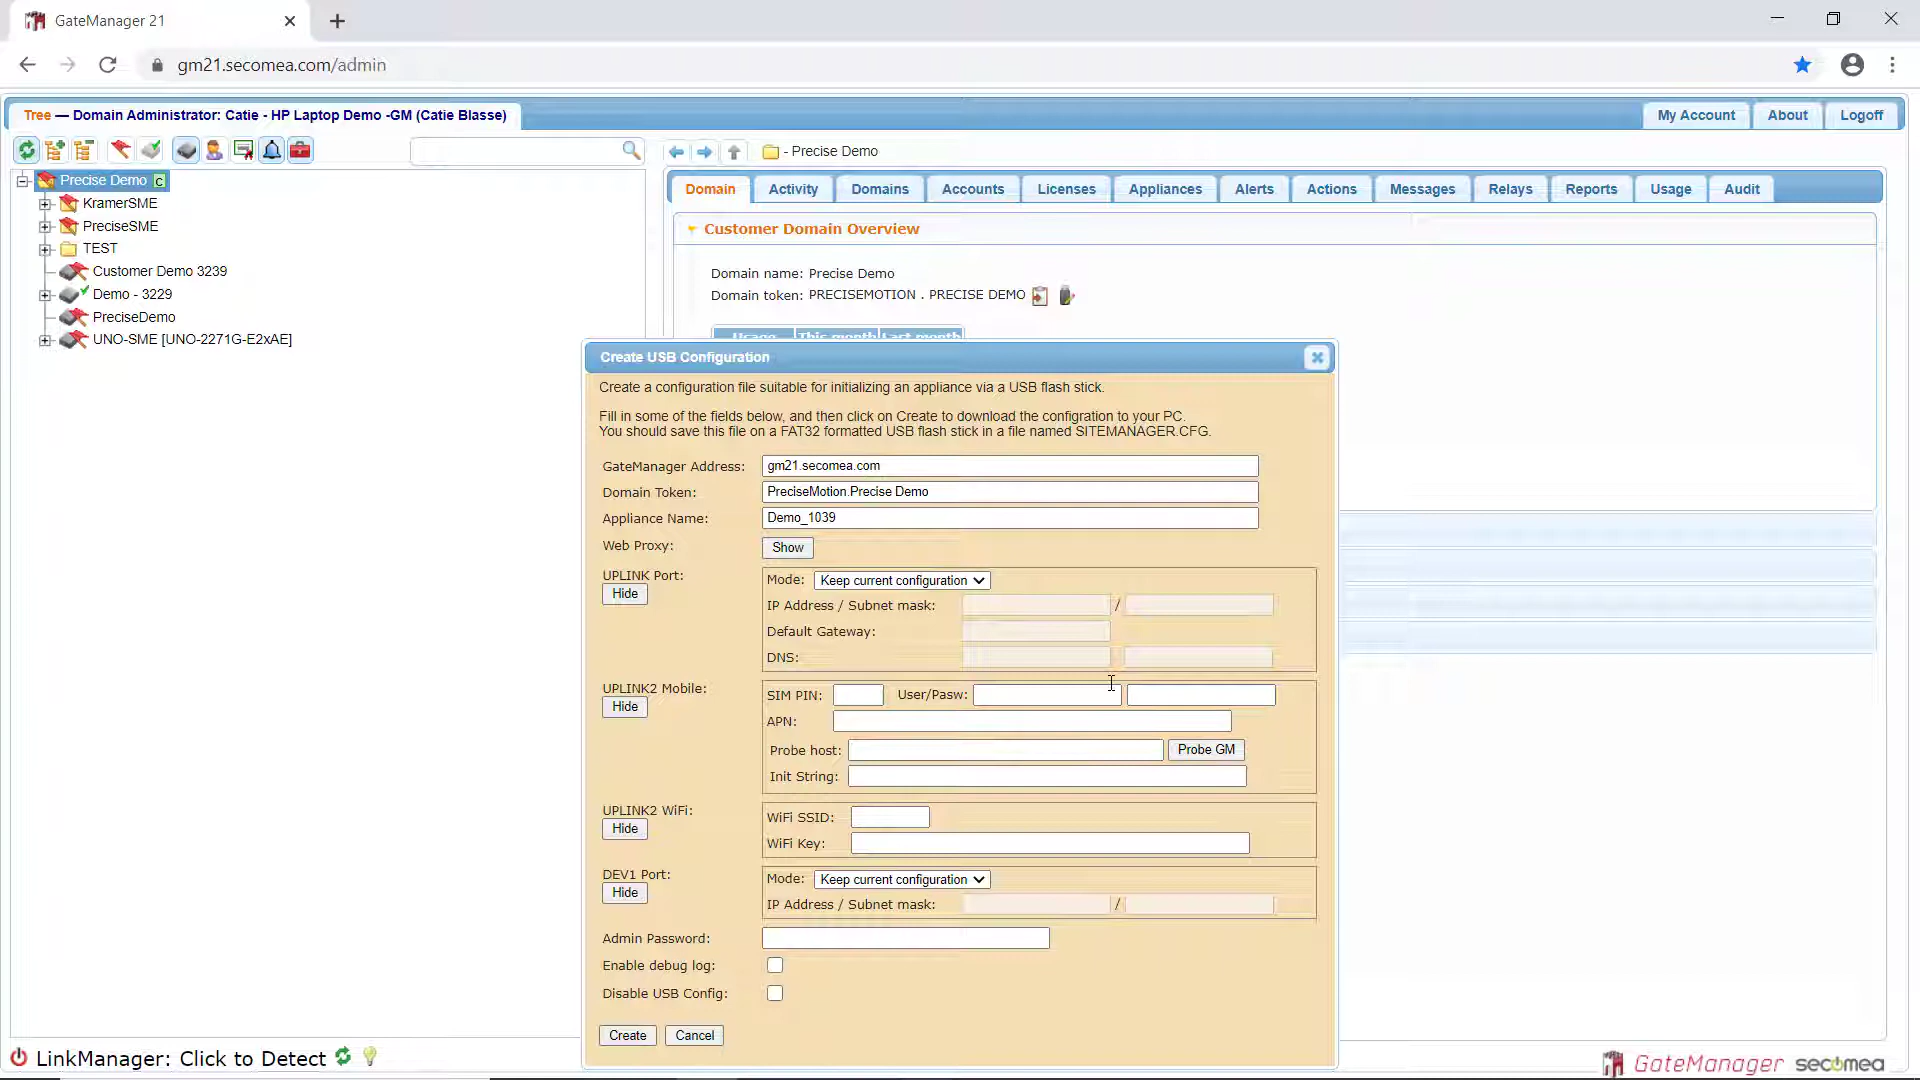 GateManager 21
gm21.secomea.com/admin
Tree — Domain Administrator: Catie - HP Laptop Demo -GM (Catie Blasse)
My Account
About
Logoff
- Precise Demo
Precise Demo C
KramerSME
PreciseSME
TEST
Customer Demo 3239
Demo - 3229
PreciseDemo
UNO-SME [UNO-2271G-E2xAE]
Domain
Activity
Domains
Accounts
Licenses
Appliances
Alerts
Actions
Messages
Relays
Reports
Usage
Audit
Customer Domain Overview
Domain name: Precise Demo
Domain token: PRECISEMOTION . PRECISE DEMO
Usage This month Last month
Create USB Configuration
Create a configuration file suitable for initializing an appliance via a USB flash stick.
Fill in some of the fields below, and then click on Create to download the configration to your PC.
You should save this file on a FAT32 formatted USB flash stick in a file named SITEMANAGER.CFG.
GateManager Address: gm21.secomea.com
Domain Token: PreciseMotion.Precise Demo
Appliance Name: Demo_1039
Web Proxy: Show
UPLINK Port:
Hide
Mode: Keep current configuration
IP Address / Subnet mask: /
Default Gateway:
DNS:
UPLINK2 Mobile:
Hide
SIM PIN: User/Pasw:
APN:
Probe host: Probe GM
Init String:
UPLINK2 WiFi:
Hide
WiFi SSID:
WiFi Key:
DEV1 Port:
Hide
Mode: Keep current configuration
IP Address / Subnet mask: /
Admin Password:
Enable debug log:
Disable USB Config:
Create
Cancel
LinkManager: Click to Detect
GateManager secomea